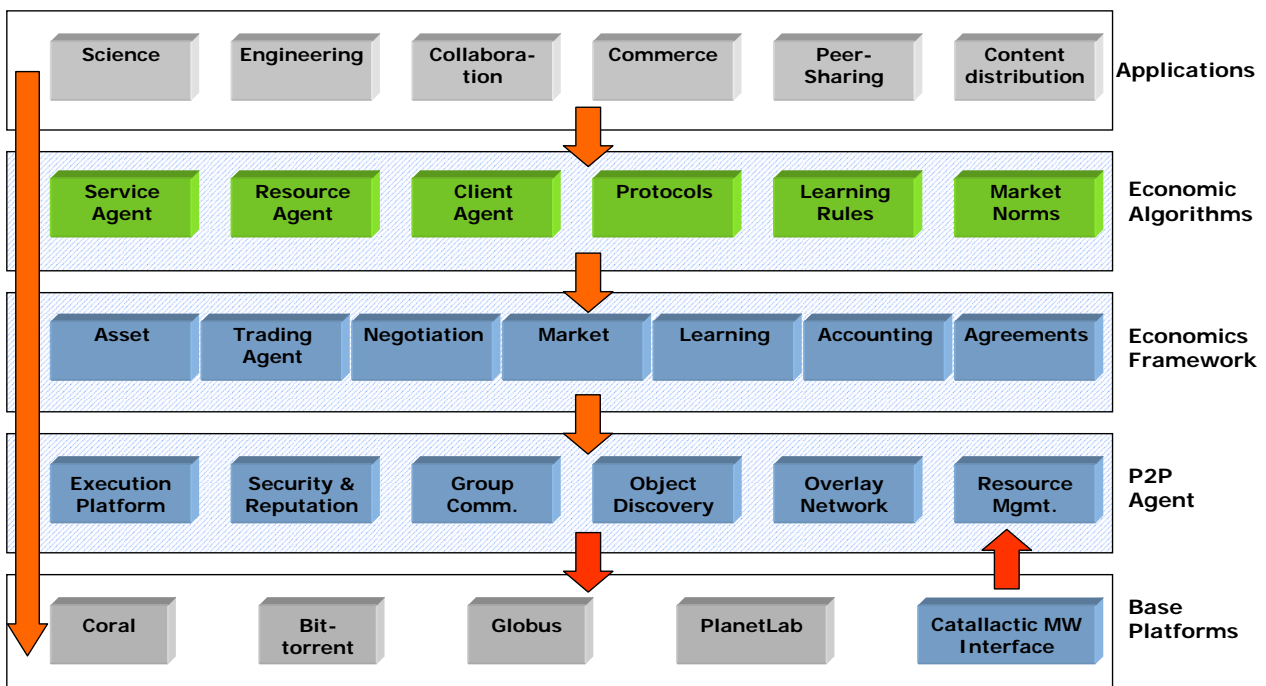 Science
Engineering
Collabora-
tion
Commerce
Peer-
Sharing
Content
distribution
Applications
Service
Agent
Resource
Agent
Client
Agent
Protocols
Learning
Rules
Market
Norms
Economic
Algorithms
Asset
Trading
Agent
Negotiation
Market
Learning
Accounting
Agreements
Economics
Framework
Execution
Platform
Security &
Reputation
Group
Comm.
Object
Discovery
Overlay
Network
Resource
Mgmt.
P2P
Agent
Coral
Bit-
torrent
Globus
PlanetLab
Catallactic MW
Interface
Base
Platforms